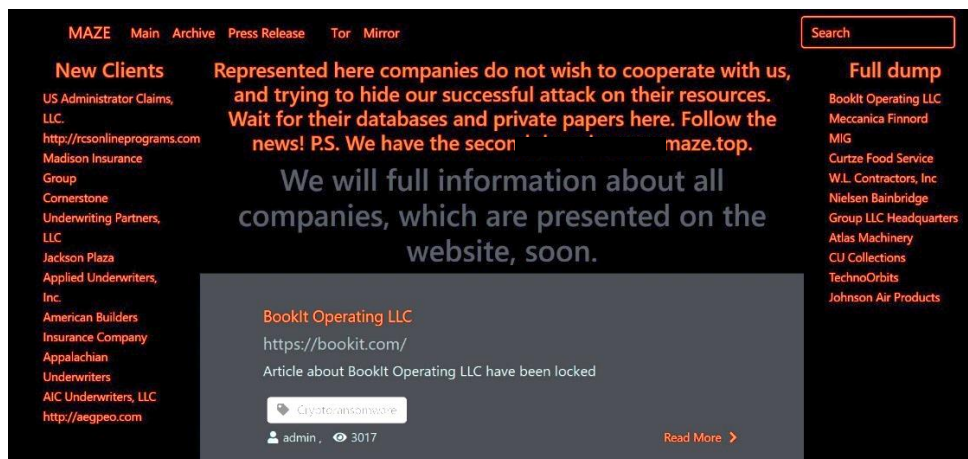 MAZE Main Archive Press Release Tor Mirror
Search
New Clients
US Administrator Claims,
LLC.
http://rcsonlineprograms.com
Madison Insurance
Group
Cornerstone
Underwriting Partners,
LLC
Jackson Plaza
Applied Underwriters,
Inc.
American Builders
Insurance Company
Appalachian
Underwriters
AIC Underwriters, LLC
http://aegpeo.com
Represented here companies do not wish to cooperate with us,
and trying to hide our successful attack on their resources.
Wait for their databases and private papers here. Follow the
news! P.S. We have the maze.top.
We will full information about all
companies, which are presented on the
website, soon.
BookIt Operating LLC
https://bookit.com/
Article about BookIt Operating LLC have been locked
Cryptoransomware
admin , 3017
Read More
Full dump
BookIt Operating LLC
Meccanica Finnord
MIG
Curtze Food Service
W.L. Contractors, Inc
Nielsen Bainbridge
Group LLC Headquarters
Atlas Machinery
CU Collections
TechnoOrbits
Johnson Air Products